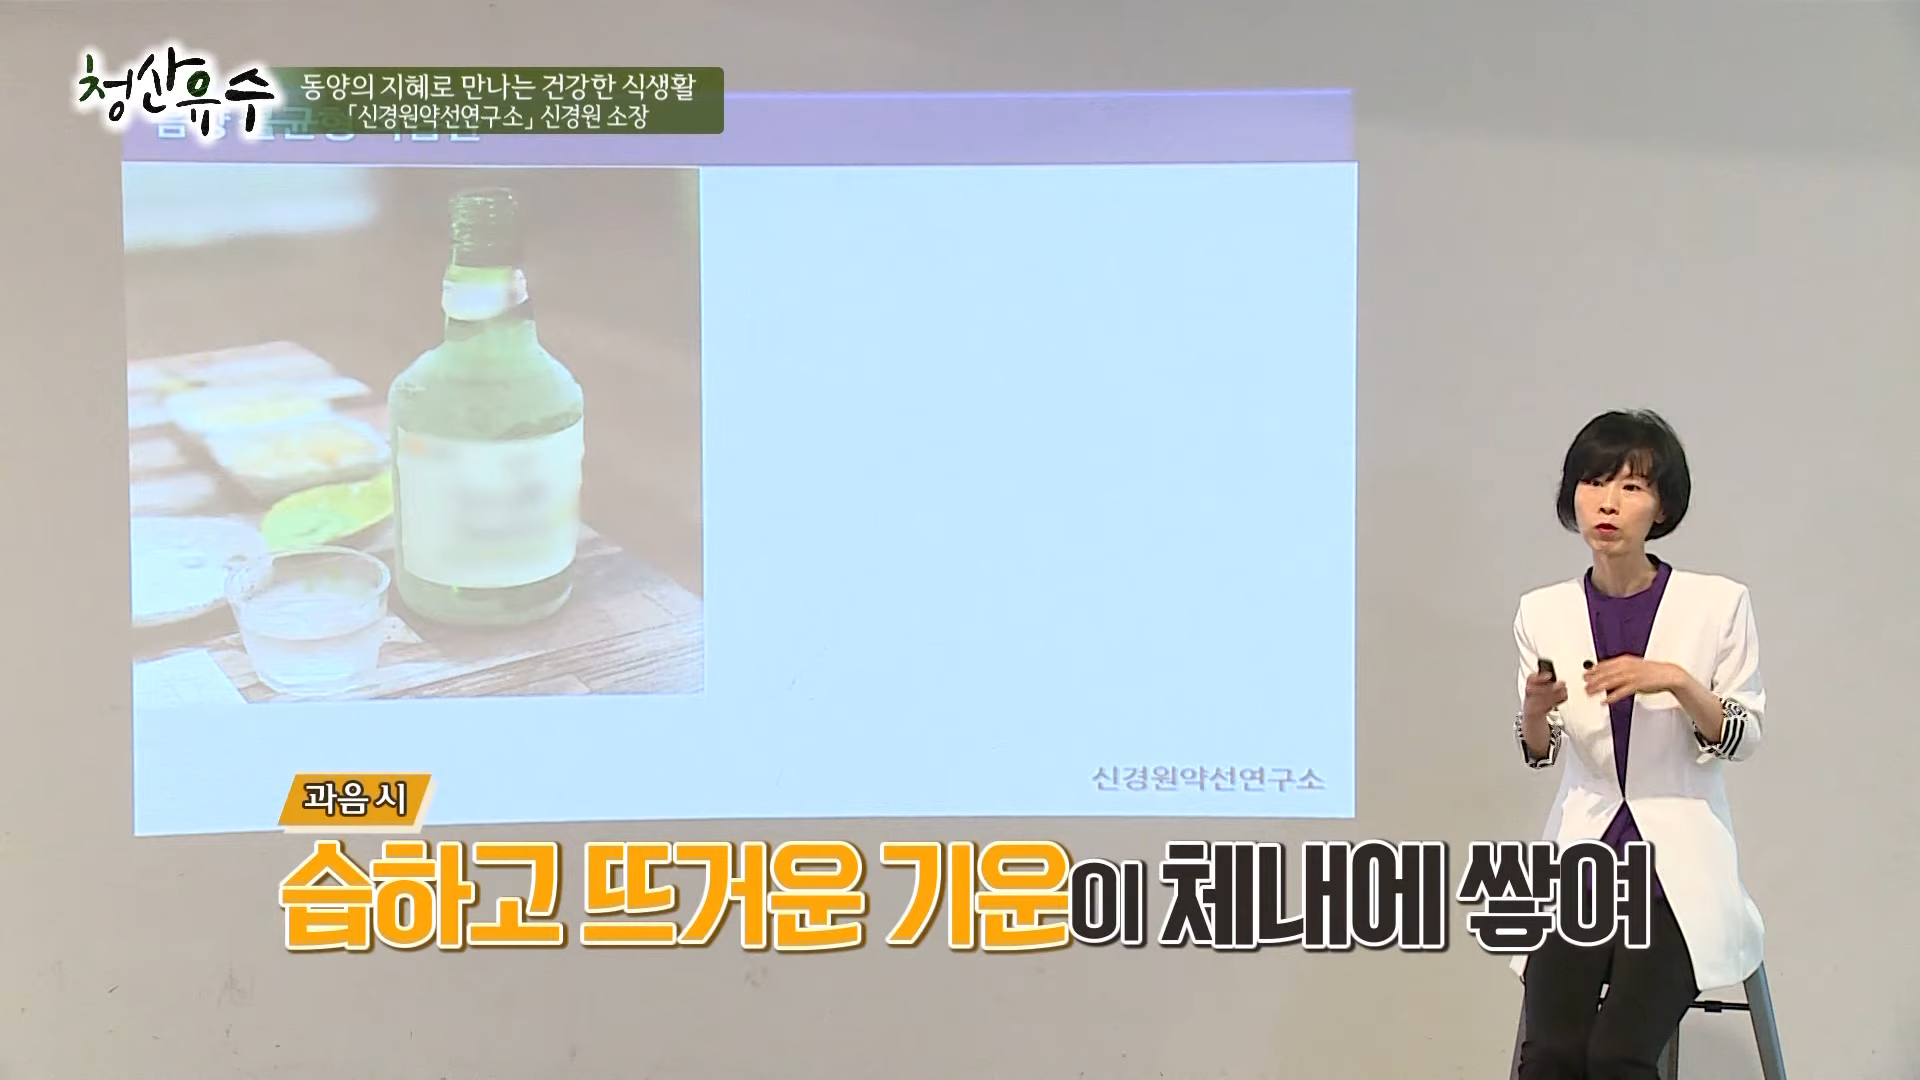 청산유수
동양의 지혜로 만나는 건강한 식생활
「신경원약선연구소」 신경원 소장
신경원약선연구소
과음 시
습하고 뜨거운 기운이 체내에 쌓여